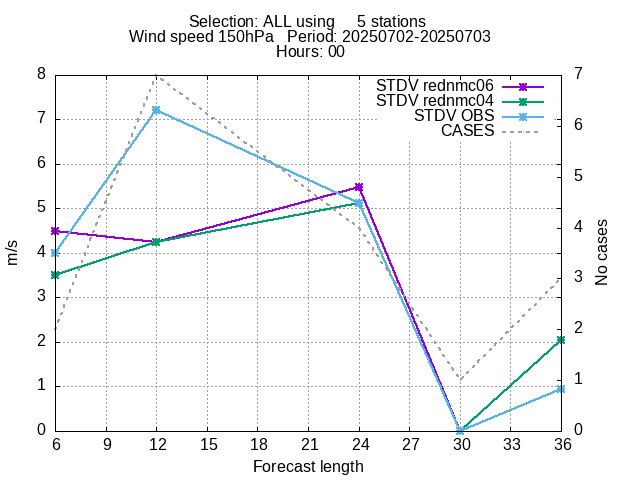 Selection: ALL using     5 stations
Wind speed 150hPa   Period: 20250702-20250703
Hours: 00
STDV rednmc06
STDV rednmc04
STDV OBS
CASES
8
7
6
5
4
3
2
1
0
m/s
7
6
5
4
3
2
1
0
No cases
6 9 12 15 18 21 24 27 30 33 36
Forecast length